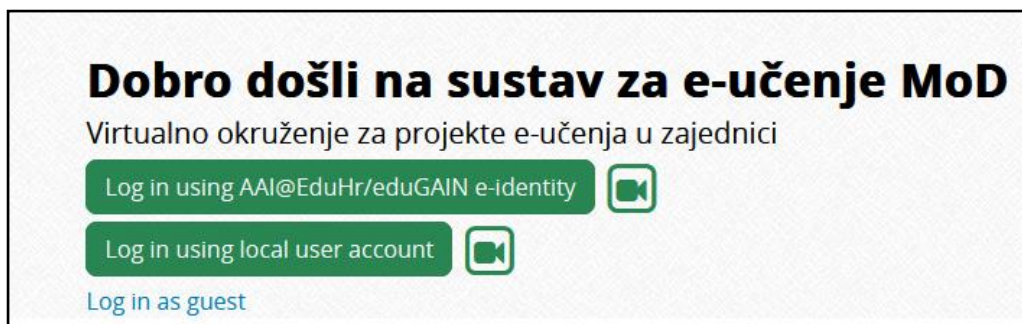 Dobro došli na sustav za e-učenje MoD
Virtualno okruženje za projekte e-učenja u zajednici
Log in using AAI@EduHr/eduGAIN e-identity
Log in using local user account
Log in as guest